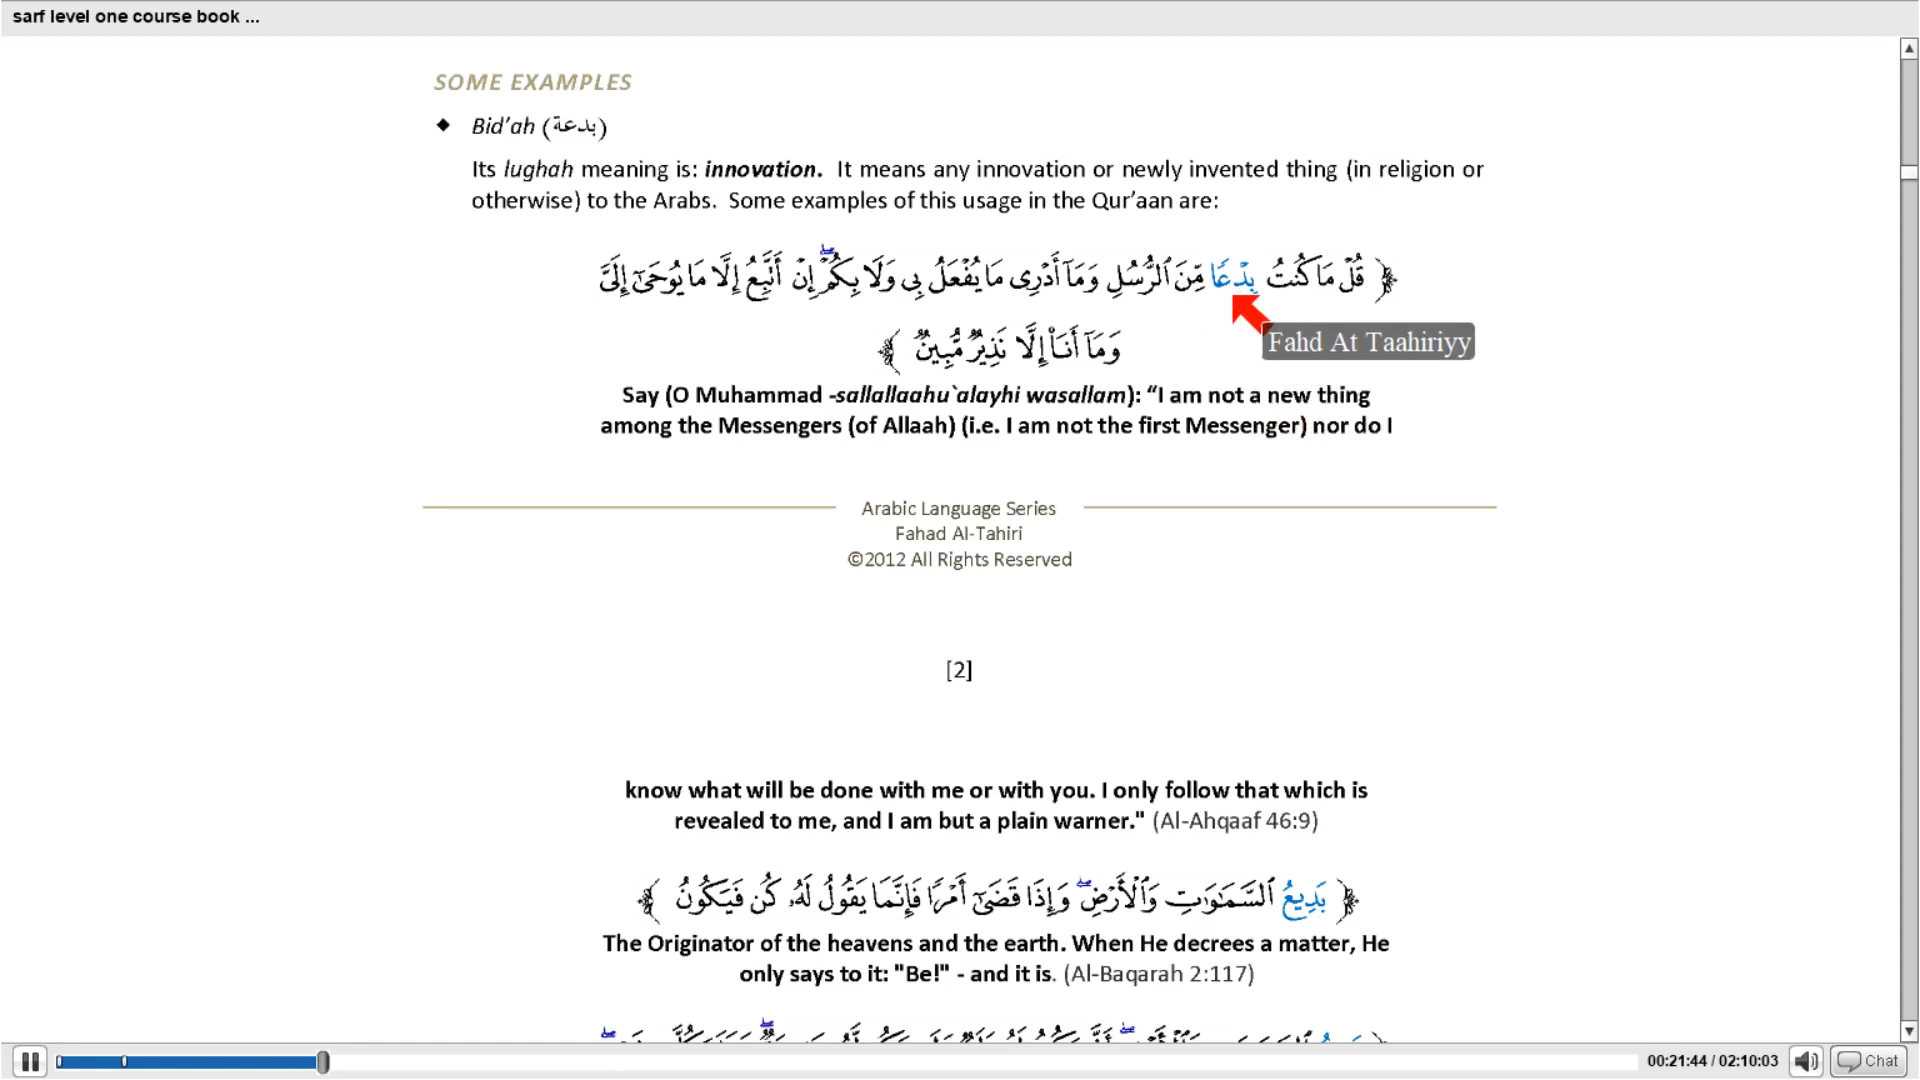 sarf level one course book ...
SOME EXAMPLES
◆ Bid’ah (بدعة)
Its lughah meaning is: innovation. It means any innovation or newly invented thing (in religion or
otherwise) to the Arabs. Some examples of this usage in the Qur’aan are:
﴿ قُلْ مَا كُنتُ بِدْعًا مِّنَ ٱلرُّسُلِ وَمَآ أَدْرِى مَا يُفْعَلُ بِى وَلَا بِكُمْ ۖ إِنْ أَتَّبِعُ إِلَّا مَا يُوحَىٰٓ إِلَىَّ
وَمَآ أَنَا۠ إِلَّا نَذِيرٌ مُّبِينٌ ﴾
Fahd At Taahiriyy
Say (O Muhammad -sallallaahu`alayhi wasallam): “I am not a new thing
among the Messengers (of Allaah) (i.e. I am not the first Messenger) nor do I
Arabic Language Series
Fahad Al-Tahiri
©2012 All Rights Reserved
[2]
know what will be done with me or with you. I only follow that which is
revealed to me, and I am but a plain warner." (Al-Ahqaaf 46:9)
﴿ بَدِيعُ ٱلسَّمَـٰوَٰتِ وَٱلْأَرْضِ ۖ وَإِذَا قَضَىٰٓ أَمْرًا فَإِنَّمَا يَقُولُ لَهُۥ كُن فَيَكُونُ ﴾
The Originator of the heavens and the earth. When He decrees a matter, He
only says to it: "Be!" - and it is. (Al-Baqarah 2:117)
00:21:44 / 02:10:03
Chat